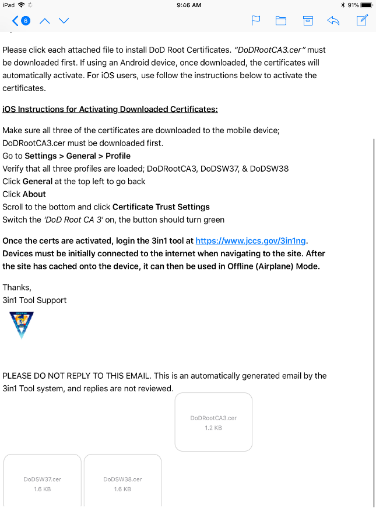 iPad
9:46 AM
91%
6
Please click each attached file to install DoD Root Certificates. "DoDRootCA3.cer" must
be downloaded first. If using an Android device, once downloaded, the certificates will
automatically activate. For iOS users, use follow the instructions below to activate the
certificates.
iOS Instructions for Activating Downloaded Certificates:
Make sure all three of the certificates are downloaded to the mobile device;
DoDRootCA3.cer must be downloaded first.
Go to Settings > General > Profile
Verify that all three profiles are loaded; DoDRootCA3, DoDSW37, & DoDSW38
Click General at the top left to go back
Click About
Scroll to the bottom and click Certificate Trust Settings
Switch the 'DoD Root CA 3' on, the button should turn green
Once the certs are activated, login the 3in1 tool at https://www.jccs.gov/3in1ng.
Devices must be initially connected to the internet when navigating to the site. After
the site has cached onto the device, it can then be used in Offline (Airplane) Mode.
Thanks,
3in1 Tool Support
PLEASE DO NOT REPLY TO THIS EMAIL. This is an automatically generated email by the
3in1 Tool system, and replies are not reviewed.
DoDRootCA3.cer
1.2 KB
DoDSW37.cer
1.6 KB
DoDSW38.cer
1.6 KB